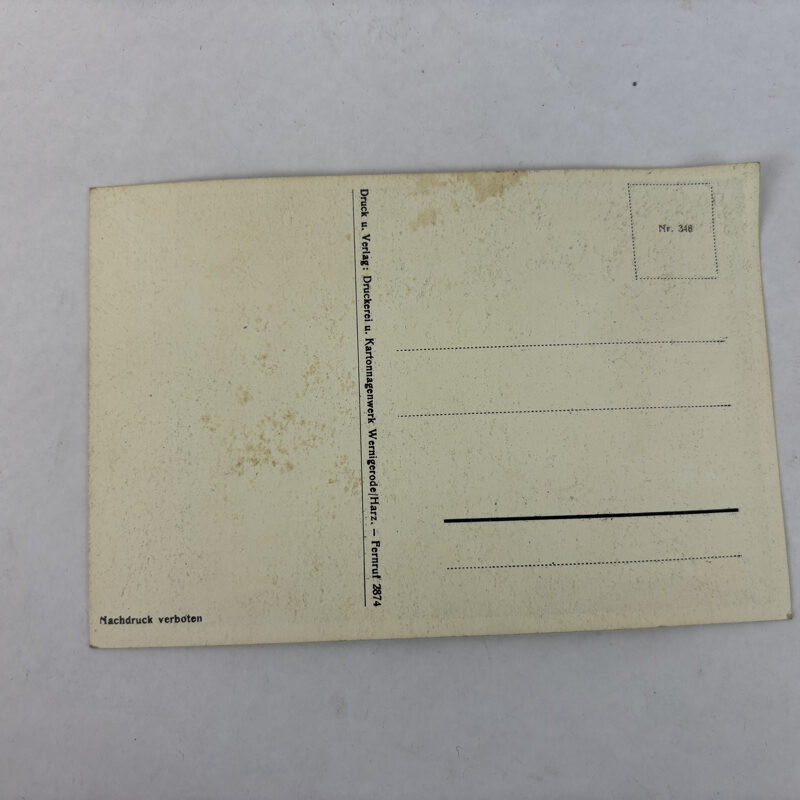 Druck u. Verlag: Druckerei u. Kartonnagenwerk Wernigerode/Harz. – Fernruf 2874
Nr. 348
Nachdruck verboten